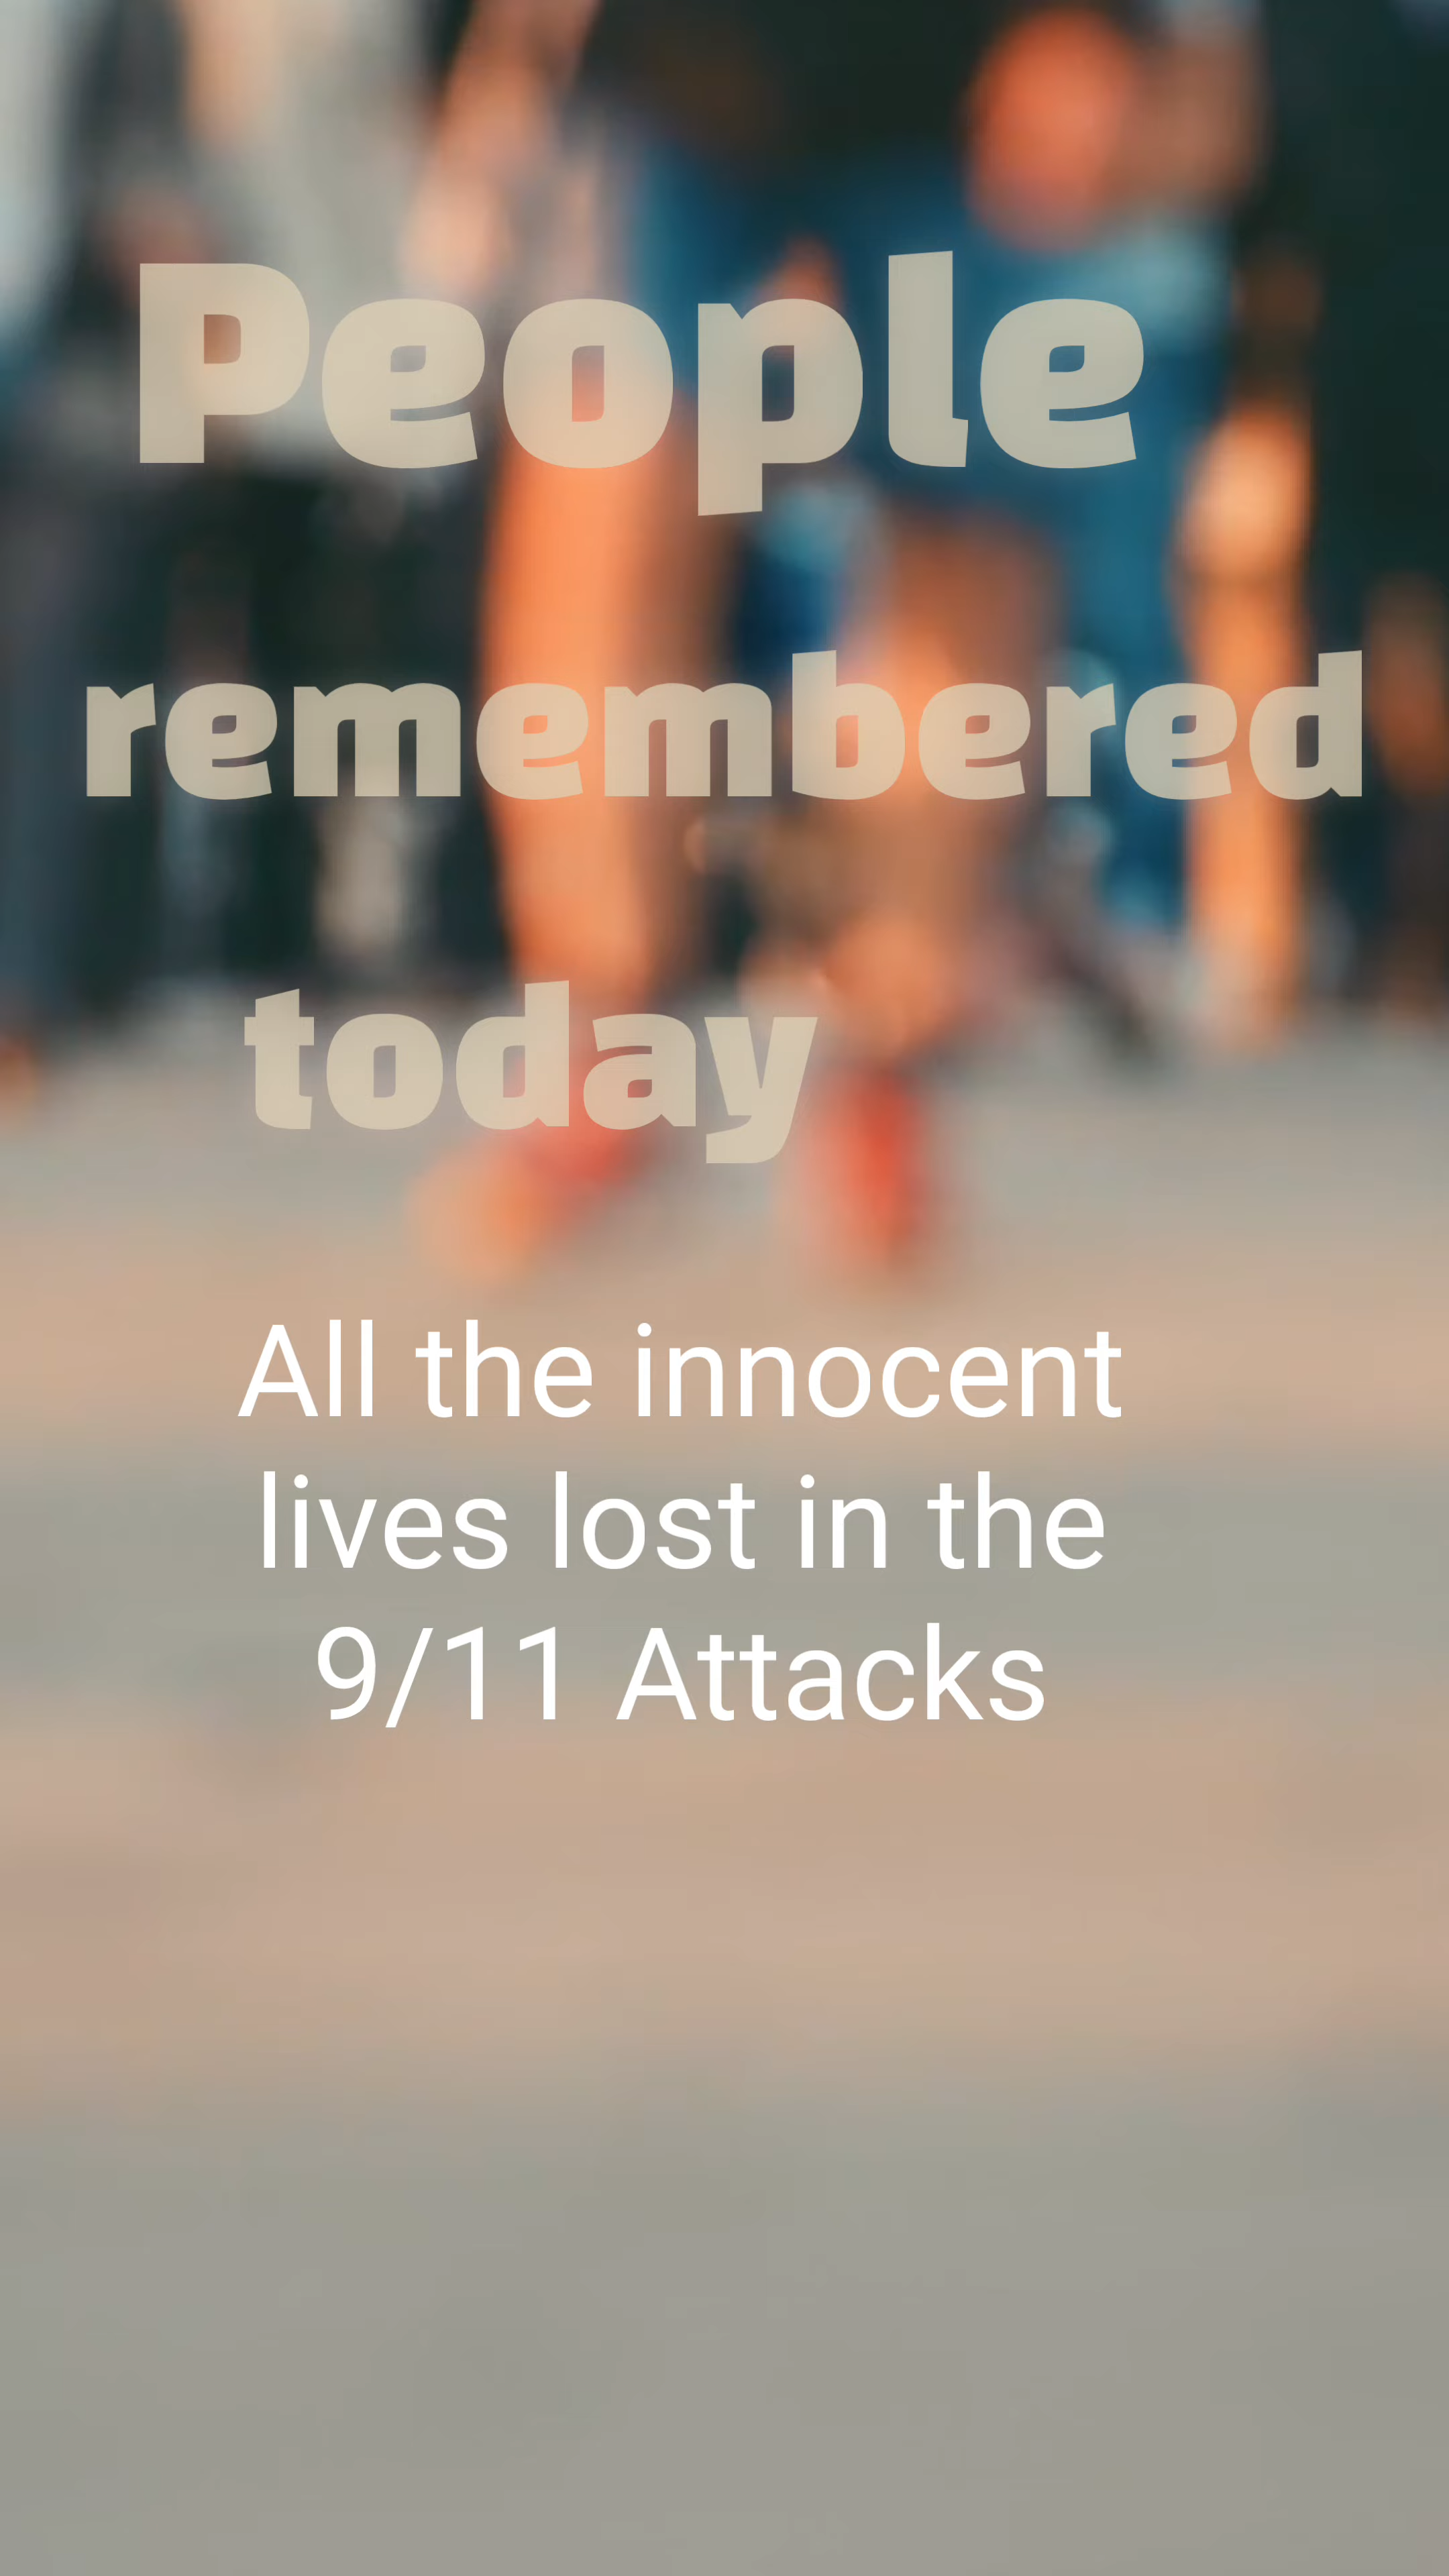 People
remembered
today
All the innocent
lives lost in the
9/11 Attacks